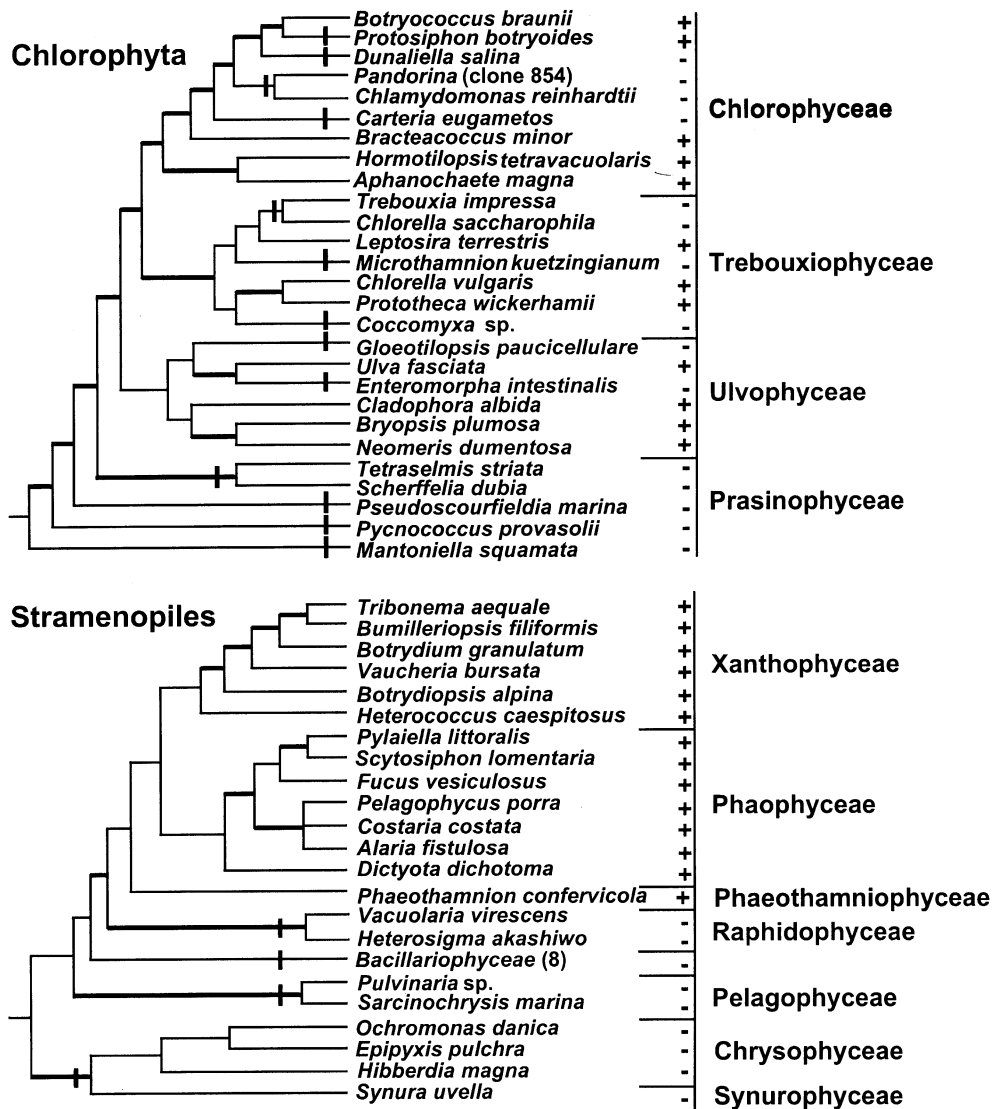 Chlorophyta
Botryococcus braunii +
Protosiphon botryoides +
Dunaliella salina -
Pandorina (clone 854) -
Chlamydomonas reinhardtii -
Carteria eugametos -
Bracteacoccus minor +
Hormotilopsis tetravacuolaris +
Aphanochaete magna +
Chlorophyceae
Trebouxia impressa -
Chlorella saccharophila -
Leptosira terrestris +
Microthamnion kuetzingianum -
Chlorella vulgaris +
Prototheca wickerhamii +
Coccomyxa sp. -
Trebouxiophyceae
Gloeotilopsis paucicellulare -
Ulva fasciata +
Enteromorpha intestinalis -
Cladophora albida +
Bryopsis plumosa +
Neomeris dumentosa +
Ulvophyceae
Tetraselmis striata -
Scherffelia dubia -
Pseudoscourfieldia marina -
Pycnococcus provasolii -
Mantoniella squamata -
Prasinophyceae
Stramenopiles
Tribonema aequale +
Bumilleriopsis filiformis +
Botrydium granulatum +
Vaucheria bursata +
Botrydiopsis alpina +
Heterococcus caespitosus +
Xanthophyceae
Pylaiella littoralis +
Scytosiphon lomentaria +
Fucus vesiculosus +
Pelagophycus porra +
Costaria costata +
Alaria fistulosa +
Dictyota dichotoma +
Phaophyceae
Phaeothamnion confervicola +
Phaeothamniophyceae
Vacuolaria virescens -
Heterosigma akashiwo -
Raphidophyceae
Bacillariophyceae (8) -
Pulvinaria sp. -
Sarcinochrysis marina -
Pelagophyceae
Ochromonas danica -
Epipyxis pulchra -
Hibberdia magna -
Chrysophyceae
Synura uvella -
Synurophyceae